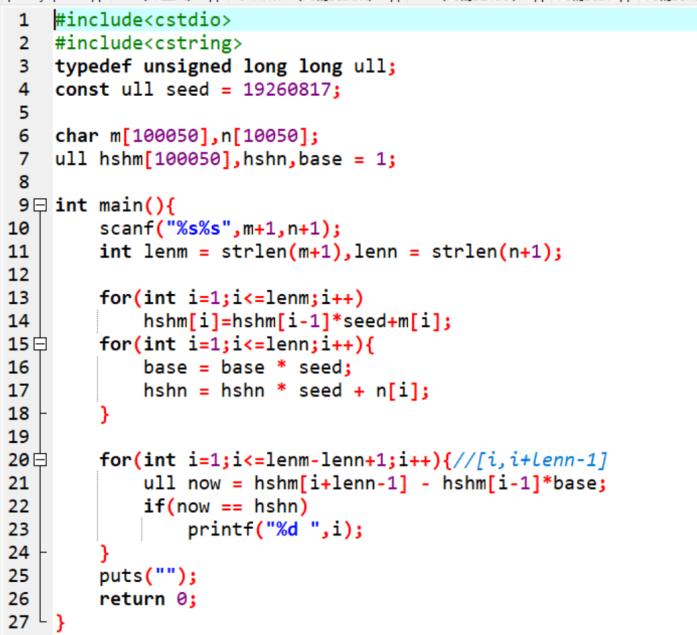 1 #include<cstdio>
2 #include<cstring>
3 typedef unsigned long long ull;
4 const ull seed = 19260817;
5
6 char m[100050],n[10050];
7 ull hshm[100050],hshn,base = 1;
8
9 int main(){
10 scanf("%s%s",m+1,n+1);
11 int lenm = strlen(m+1),lenn = strlen(n+1);
12
13 for(int i=1;i<=lenm;i++)
14 hshm[i]=hshm[i-1]*seed+m[i];
15 for(int i=1;i<=lenn;i++){
16 base = base * seed;
17 hshn = hshn * seed + n[i];
18 }
19
20 for(int i=1;i<=lenm-lenn+1;i++){//[i,i+lenn-1]
21 ull now = hshm[i+lenn-1] - hshm[i-1]*base;
22 if(now == hshn)
23 printf("%d ",i);
24 }
25 puts("");
26 return 0;
27 }